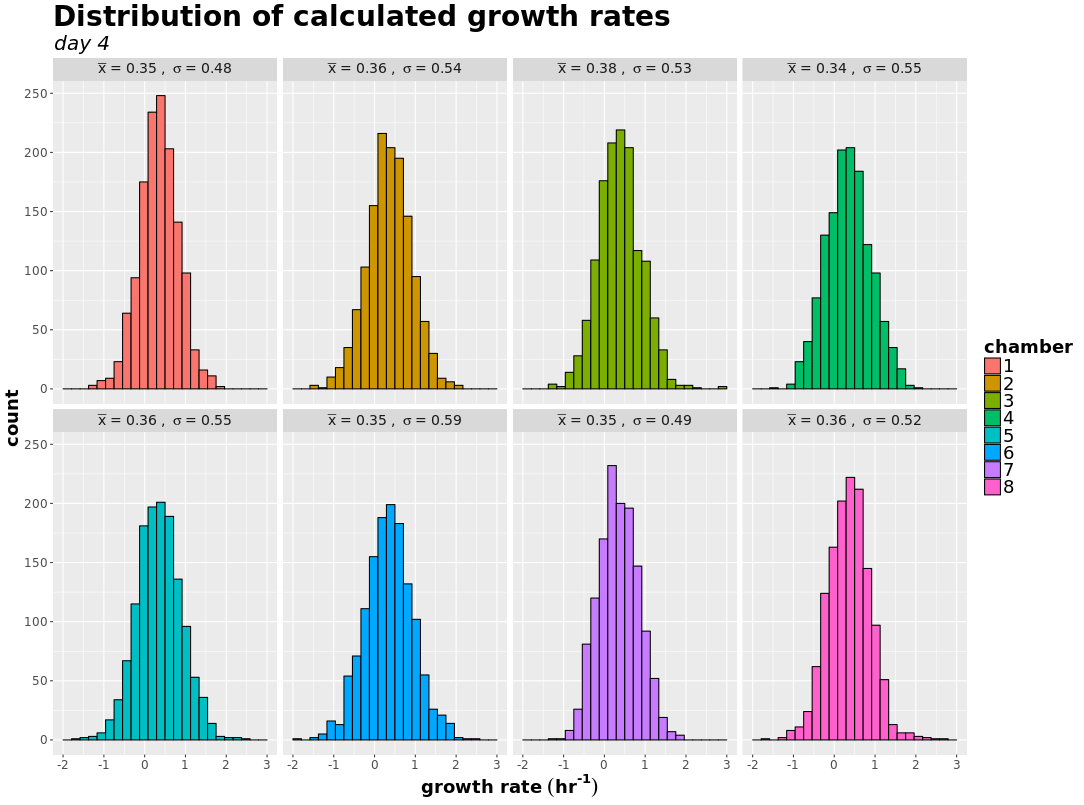 Distribution of calculated growth rates
day 4
x̅ = 0.35 , σ = 0.48
x̅ = 0.36 , σ = 0.54
x̅ = 0.38 , σ = 0.53
x̅ = 0.34 , σ = 0.55
250
200
150
100
50
0
x̅ = 0.36 , σ = 0.55
x̅ = 0.35 , σ = 0.59
x̅ = 0.35 , σ = 0.49
x̅ = 0.36 , σ = 0.52
250
200
150
100
50
0
-2 -1 0 1 2 3
-2 -1 0 1 2 3
-2 -1 0 1 2 3
-2 -1 0 1 2 3
count
growth rate (hr⁻¹)
chamber
1
2
3
4
5
6
7
8